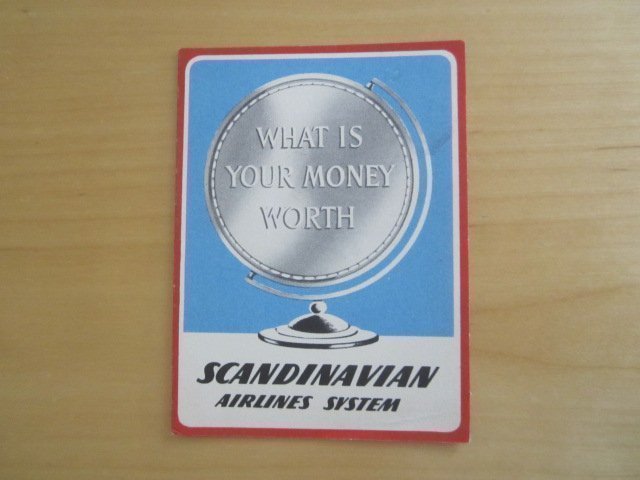 WHAT IS
YOUR MONEY
WORTH
SCANDINAVIAN
AIRLINES SYSTEM